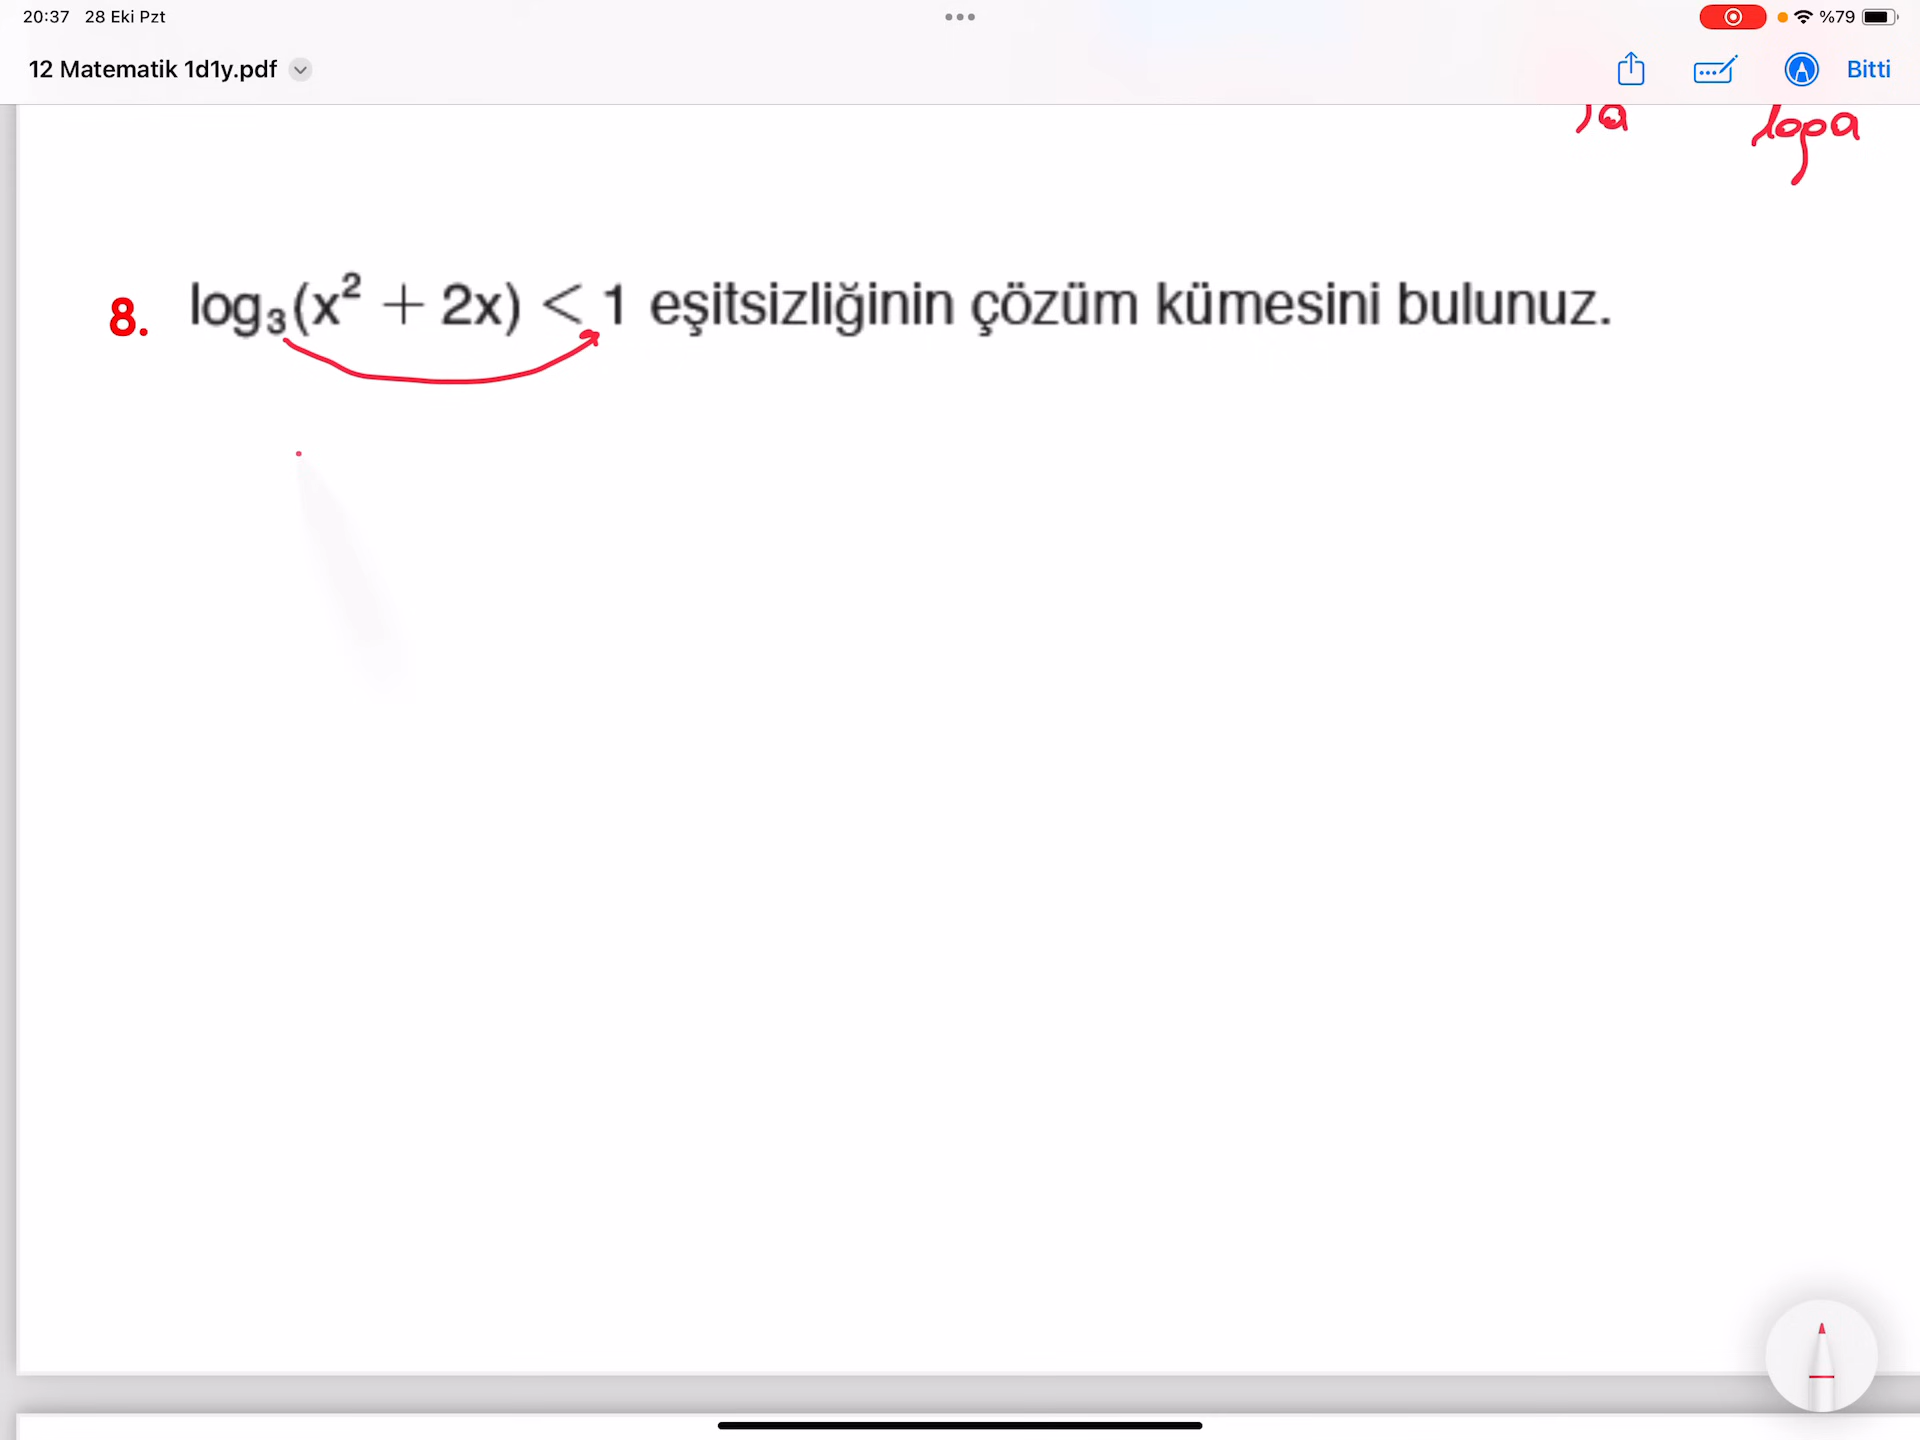 20:37 28 Eki Pzt
%79
12 Matematik 1d1y.pdf
Bitti
loga
8. log₃(x² + 2x) < 1 eşitsizliğinin çözüm kümesini bulunuz.